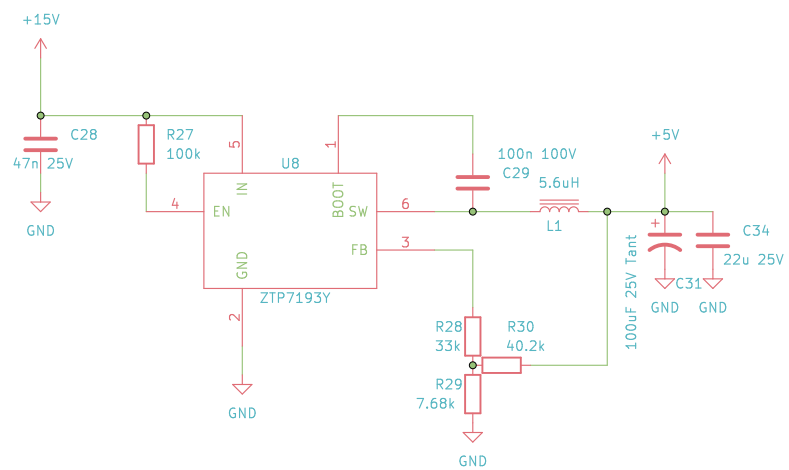 +15V
C28
47n 25V
GND
R27
100k
5
1
U8
4
EN
IN
BOOT
SW
6
FB
3
GND
2
ZTP7193Y
GND
100n 100V
C29
5.6uH
L1
+5V
+
C34
22u 25V
100uF 25V Tant
C31
GND
GND
R28
33k
R30
40.2k
R29
7.68k
GND